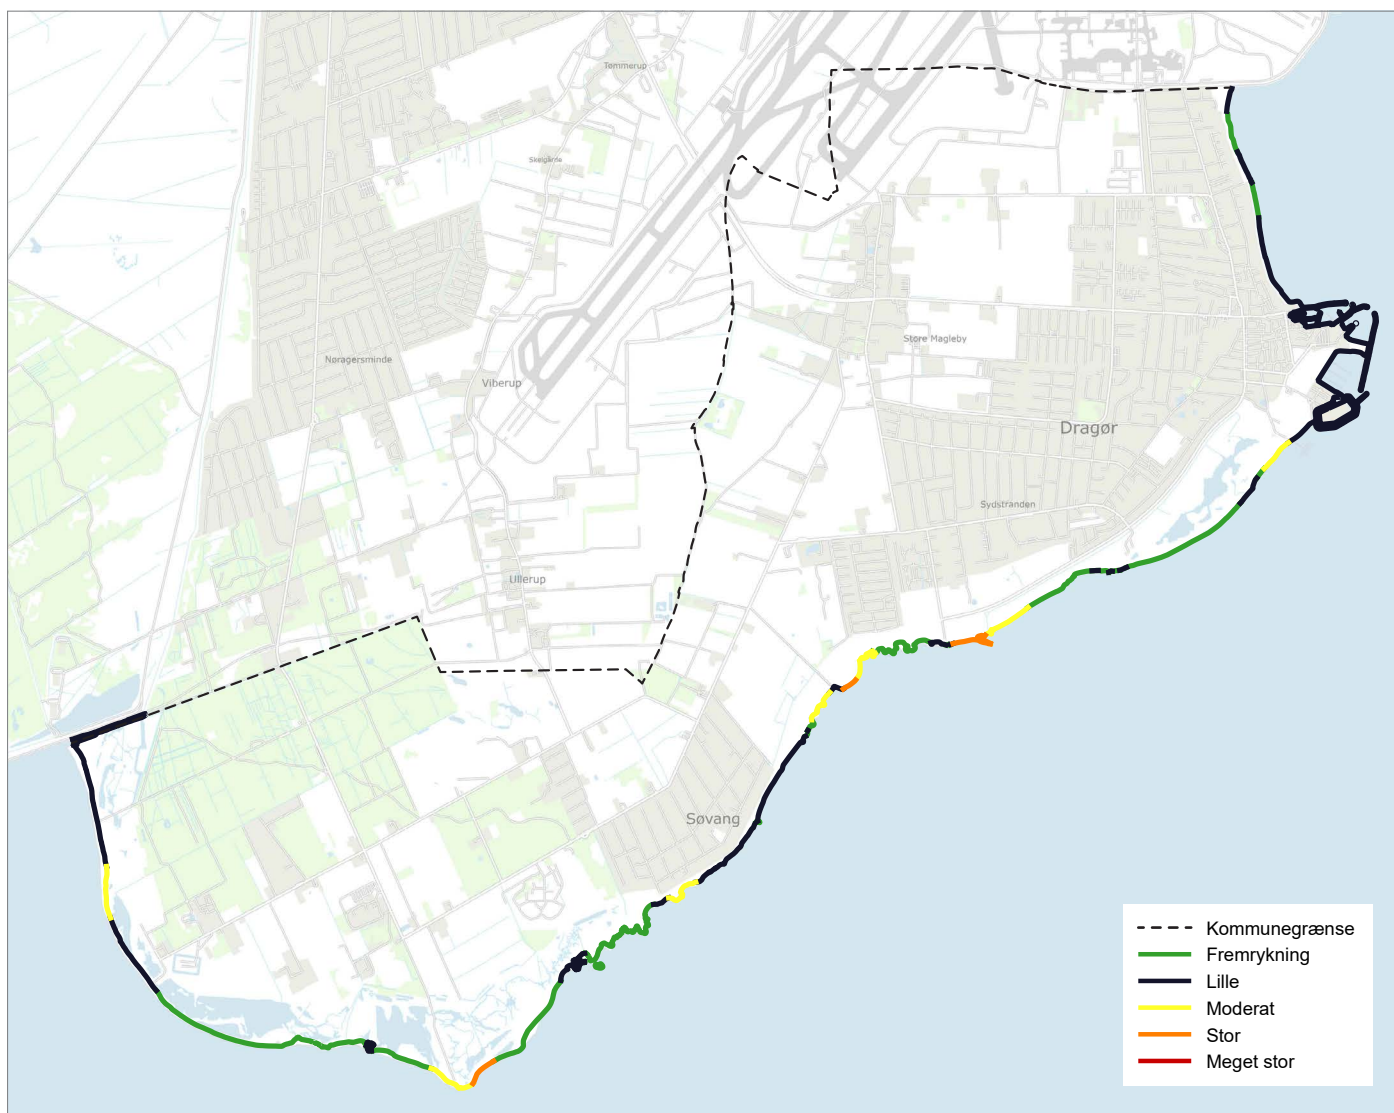 Tømmerup
Skelgårde
Nøragersminde
Viberup
Store Magleby
Dragør
Sydstranden
Ullerup
Søvang
Kommunegrænse
Fremrykning
Lille
Moderat
Stor
Meget stor